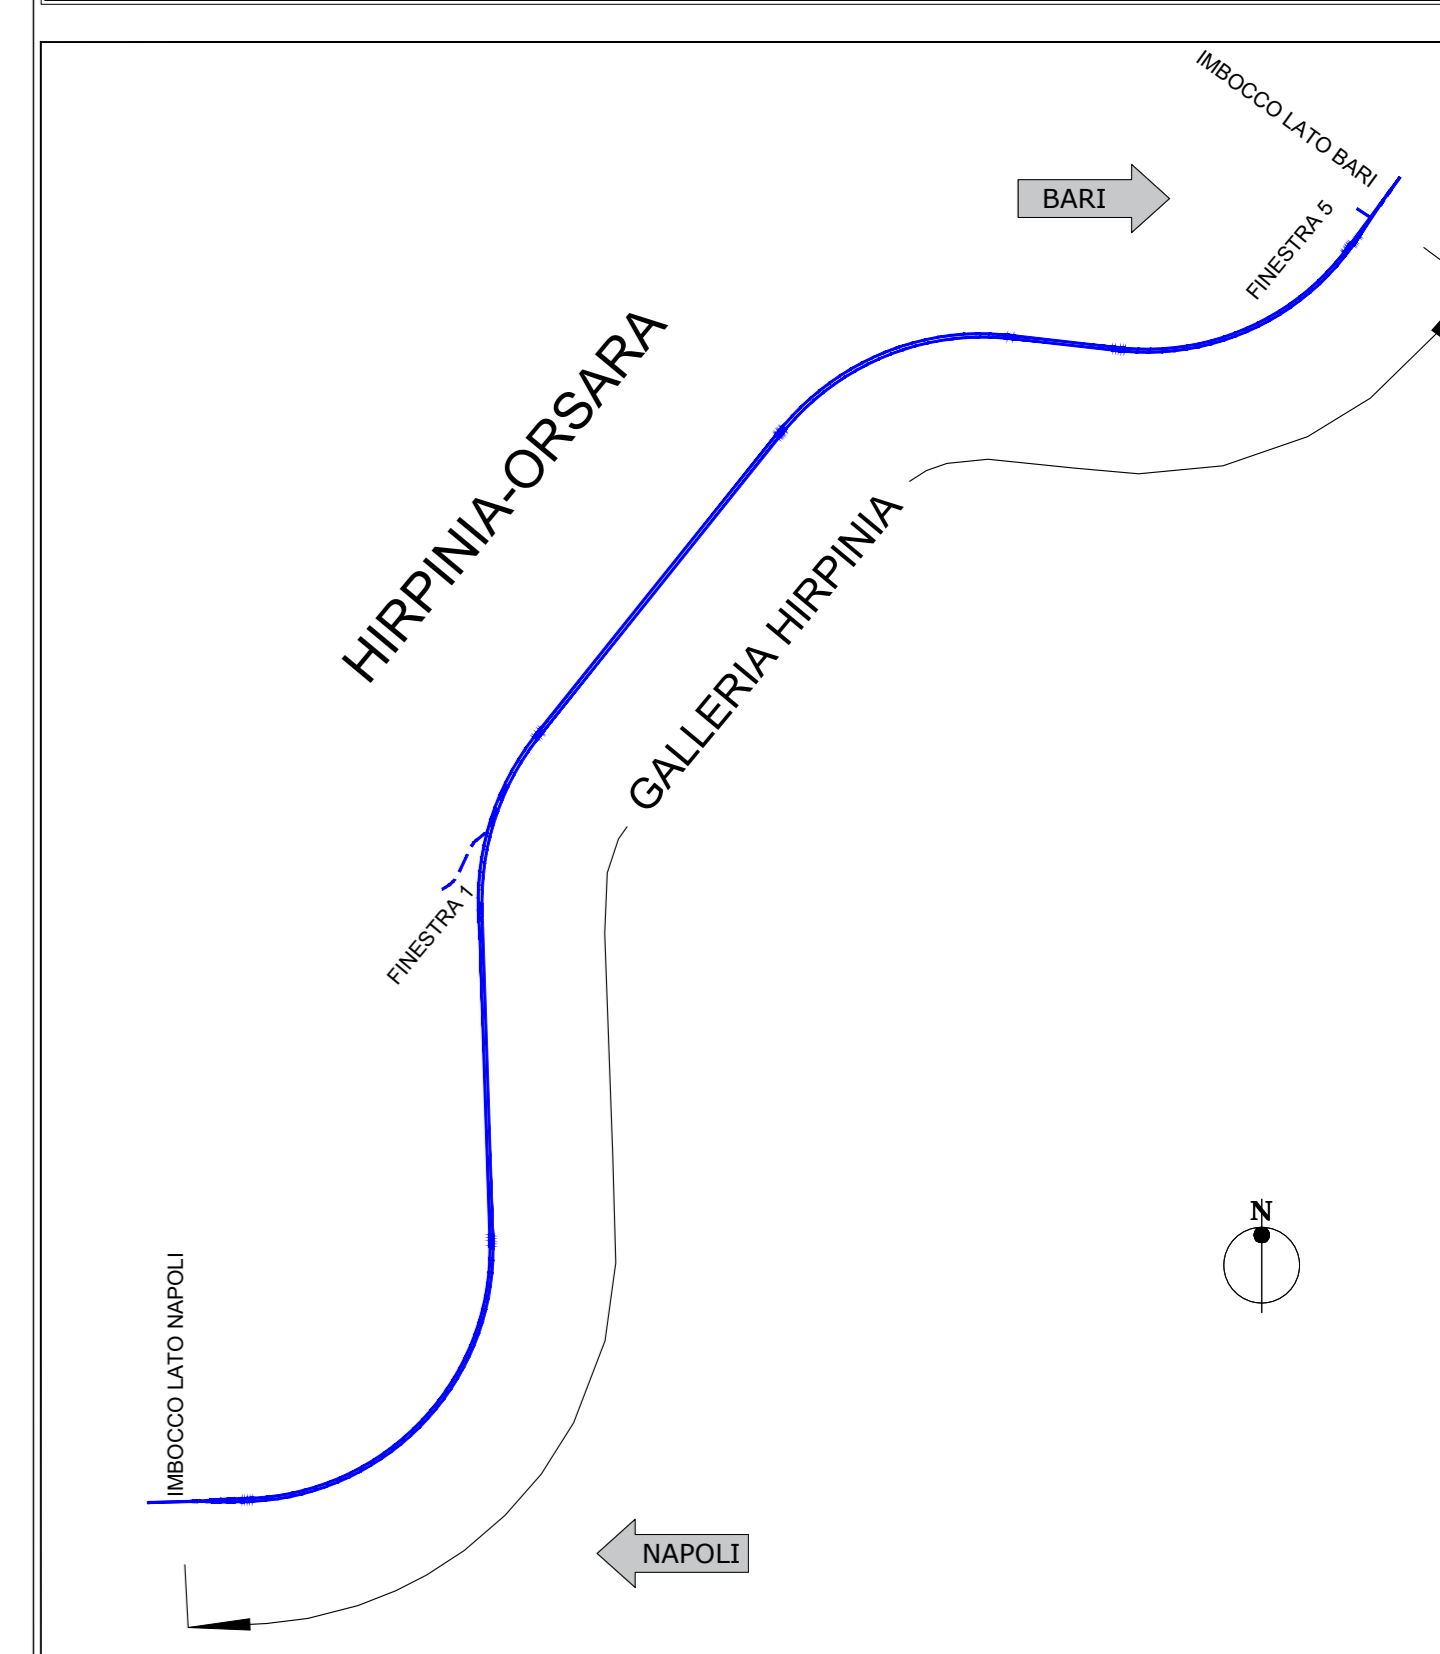 IMBOCCO LATO BARI
BARI
FINESTRA 5
HIRPINIA-ORSARA
GALLERIA HIRPINIA
FINESTRA 1
N
IMBOCCO LATO NAPOLI
NAPOLI